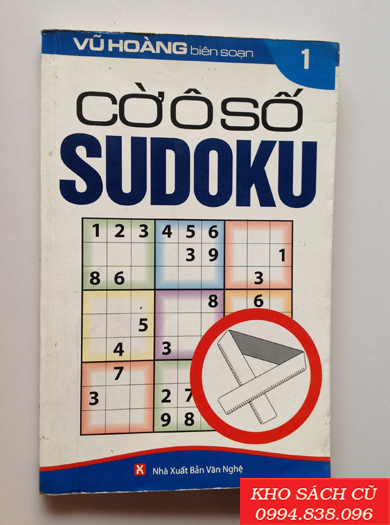 VŨ HOÀNG biên soạn
1
CỜ Ô SỐ
SUDOKU
1 2 3 4 5 6
3 9 1
8 6 3
8 6
5
4 3
7
3 2 7
9 8
X Nhà Xuất Bản Văn Nghệ
KHO SÁCH CŨ
0994.838.096